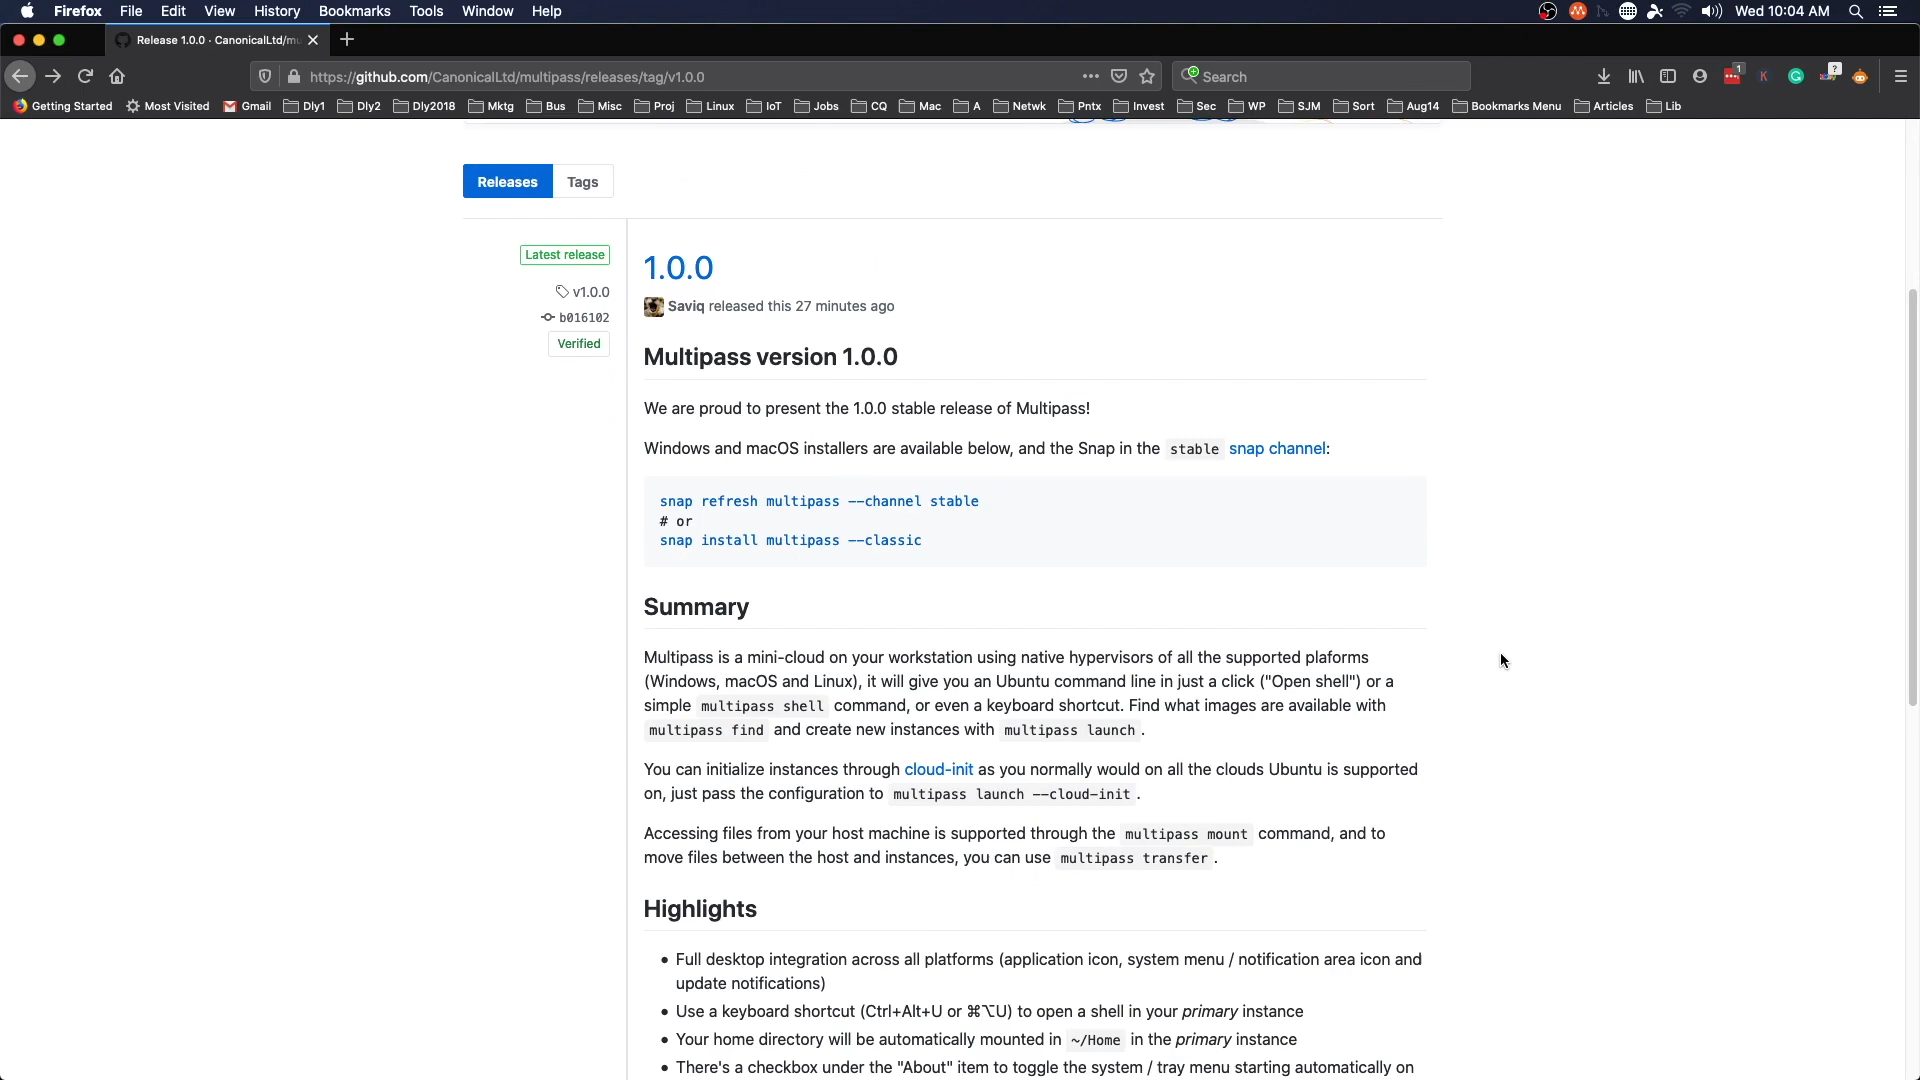 Firefox File Edit View History Bookmarks Tools Window Help Wed 10:04 AM
Release 1.0.0 · CanonicalLtd/mu
https://github.com/CanonicalLtd/multipass/releases/tag/v1.0.0 Search 1 K ?
Getting Started Most Visited Gmail Dly1 Dly2 Dly2018 Mktg Bus Misc Proj Linux IoT Jobs CQ Mac A Netwk Pntx Invest Sec WP SJM Sort Aug14 Bookmarks Menu Articles Lib
Releases Tags
Latest release
1.0.0
v1.0.0
Saviq released this 27 minutes ago
b016102
Verified
Multipass version 1.0.0
We are proud to present the 1.0.0 stable release of Multipass!
Windows and macOS installers are available below, and the Snap in the stable snap channel:
snap refresh multipass --channel stable
# or
snap install multipass --classic
Summary
Multipass is a mini-cloud on your workstation using native hypervisors of all the supported plaforms
(Windows, macOS and Linux), it will give you an Ubuntu command line in just a click ("Open shell") or a
simple multipass shell command, or even a keyboard shortcut. Find what images are available with
multipass find and create new instances with multipass launch.
You can initialize instances through cloud-init as you normally would on all the clouds Ubuntu is supported
on, just pass the configuration to multipass launch --cloud-init.
Accessing files from your host machine is supported through the multipass mount command, and to
move files between the host and instances, you can use multipass transfer.
Highlights
• Full desktop integration across all platforms (application icon, system menu / notification area icon and
update notifications)
• Use a keyboard shortcut (Ctrl+Alt+U or ⌘⌥U) to open a shell in your primary instance
• Your home directory will be automatically mounted in ~/Home in the primary instance
• There's a checkbox under the "About" item to toggle the system / tray menu starting automatically on